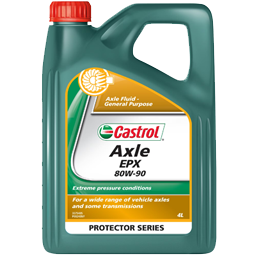 Axle Fluid -
General Purpose
Castrol
Axle
EPX
80W-90
Extreme pressure conditions
For a wide range of vehicle axles
and some transmissions
4L
PROTECTOR SERIES